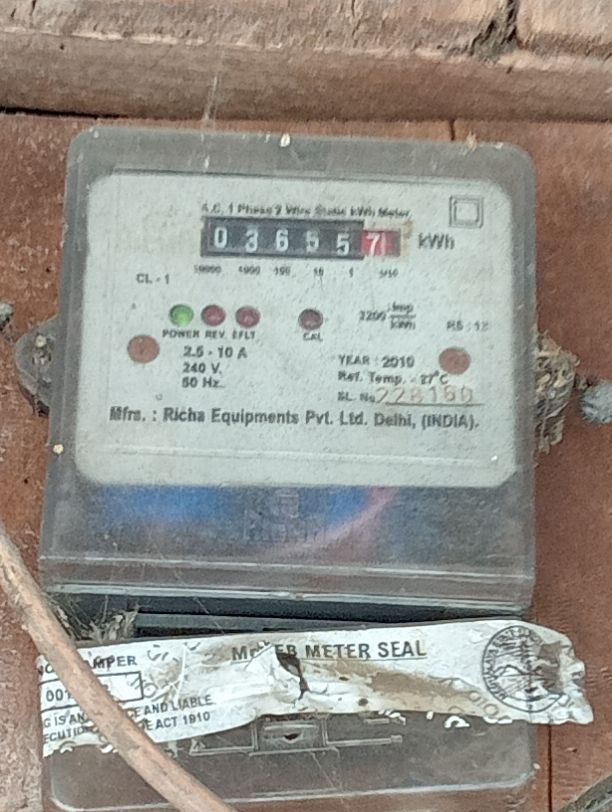 A.C. 1 Phase 2 Wire Static kWh Meter
0 3 6 5 5 7 kWh
10000 1000 100 10 1 1/10
CL - 1
3200 Imp/kWh
POWER REV. EFLT CAL
2.5 - 10 A
240 V.
50 Hz.
YEAR : 2010
Ref. Temp. - 27°C
SL. No. 228160
Mfrs. : Richa Equipments Pvt. Ltd. Delhi, (INDIA).
METER SEAL
001
AND LIABLE
ACT 1910